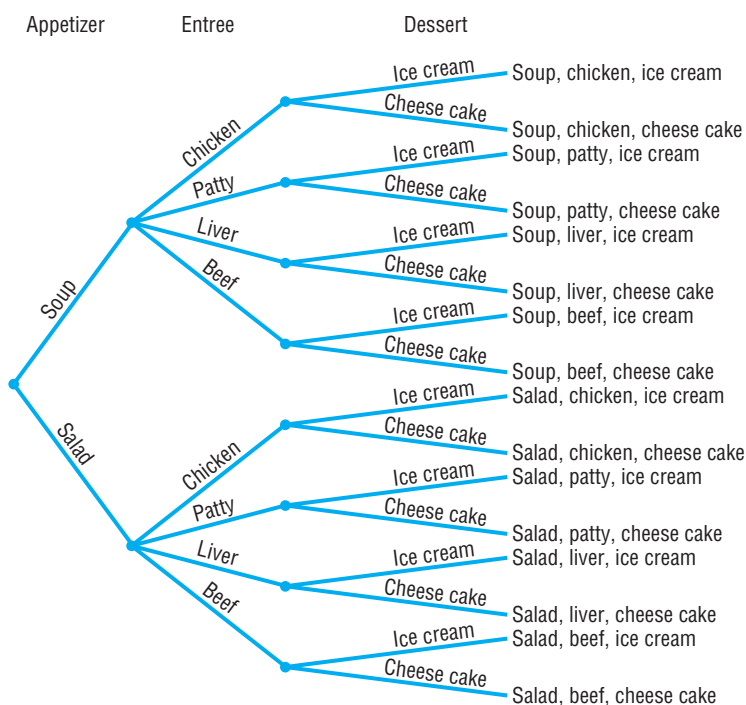 Appetizer Entree Dessert
Ice cream Soup, chicken, ice cream
Cheese cake Soup, chicken, cheese cake
Chicken
Ice cream Soup, patty, ice cream
Patty
Cheese cake Soup, patty, cheese cake
Liver
Ice cream Soup, liver, ice cream
Cheese cake Soup, liver, cheese cake
Beef
Soup
Ice cream Soup, beef, ice cream
Cheese cake Soup, beef, cheese cake
Ice cream Salad, chicken, ice cream
Salad
Cheese cake Salad, chicken, cheese cake
Chicken
Ice cream Salad, patty, ice cream
Patty
Cheese cake Salad, patty, cheese cake
Liver
Ice cream Salad, liver, ice cream
Cheese cake Salad, liver, cheese cake
Beef
Ice cream Salad, beef, ice cream
Cheese cake Salad, beef, cheese cake